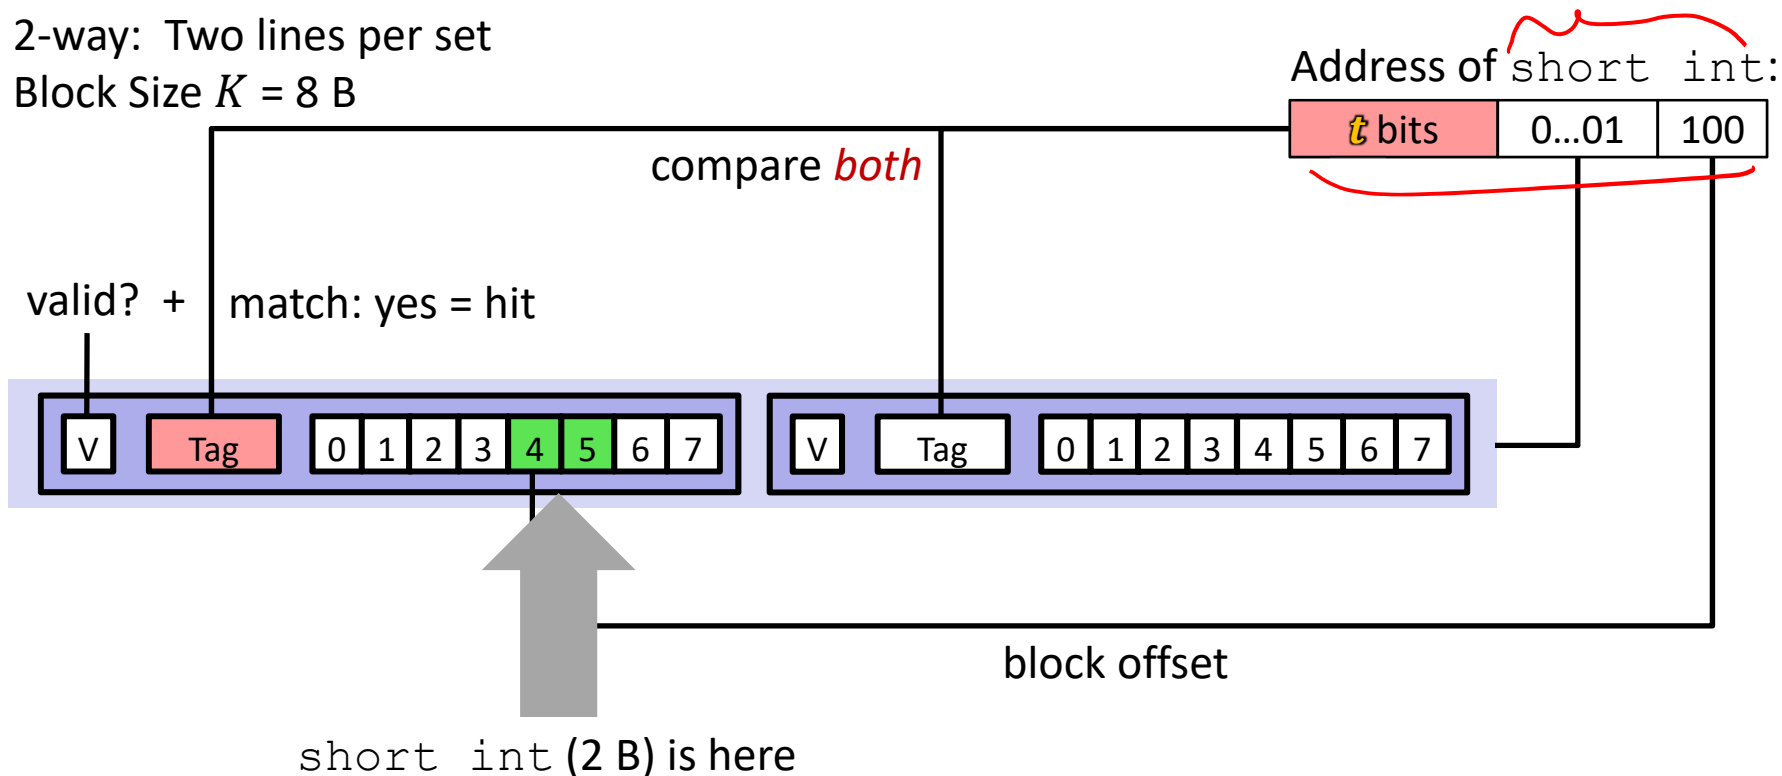 2-way: Two lines per set
Block Size K = 8 B
Address of short int:
t bits 0...01 100
compare both
valid? + match: yes = hit
V Tag 0 1 2 3 4 5 6 7 V Tag 0 1 2 3 4 5 6 7
block offset
short int (2 B) is here